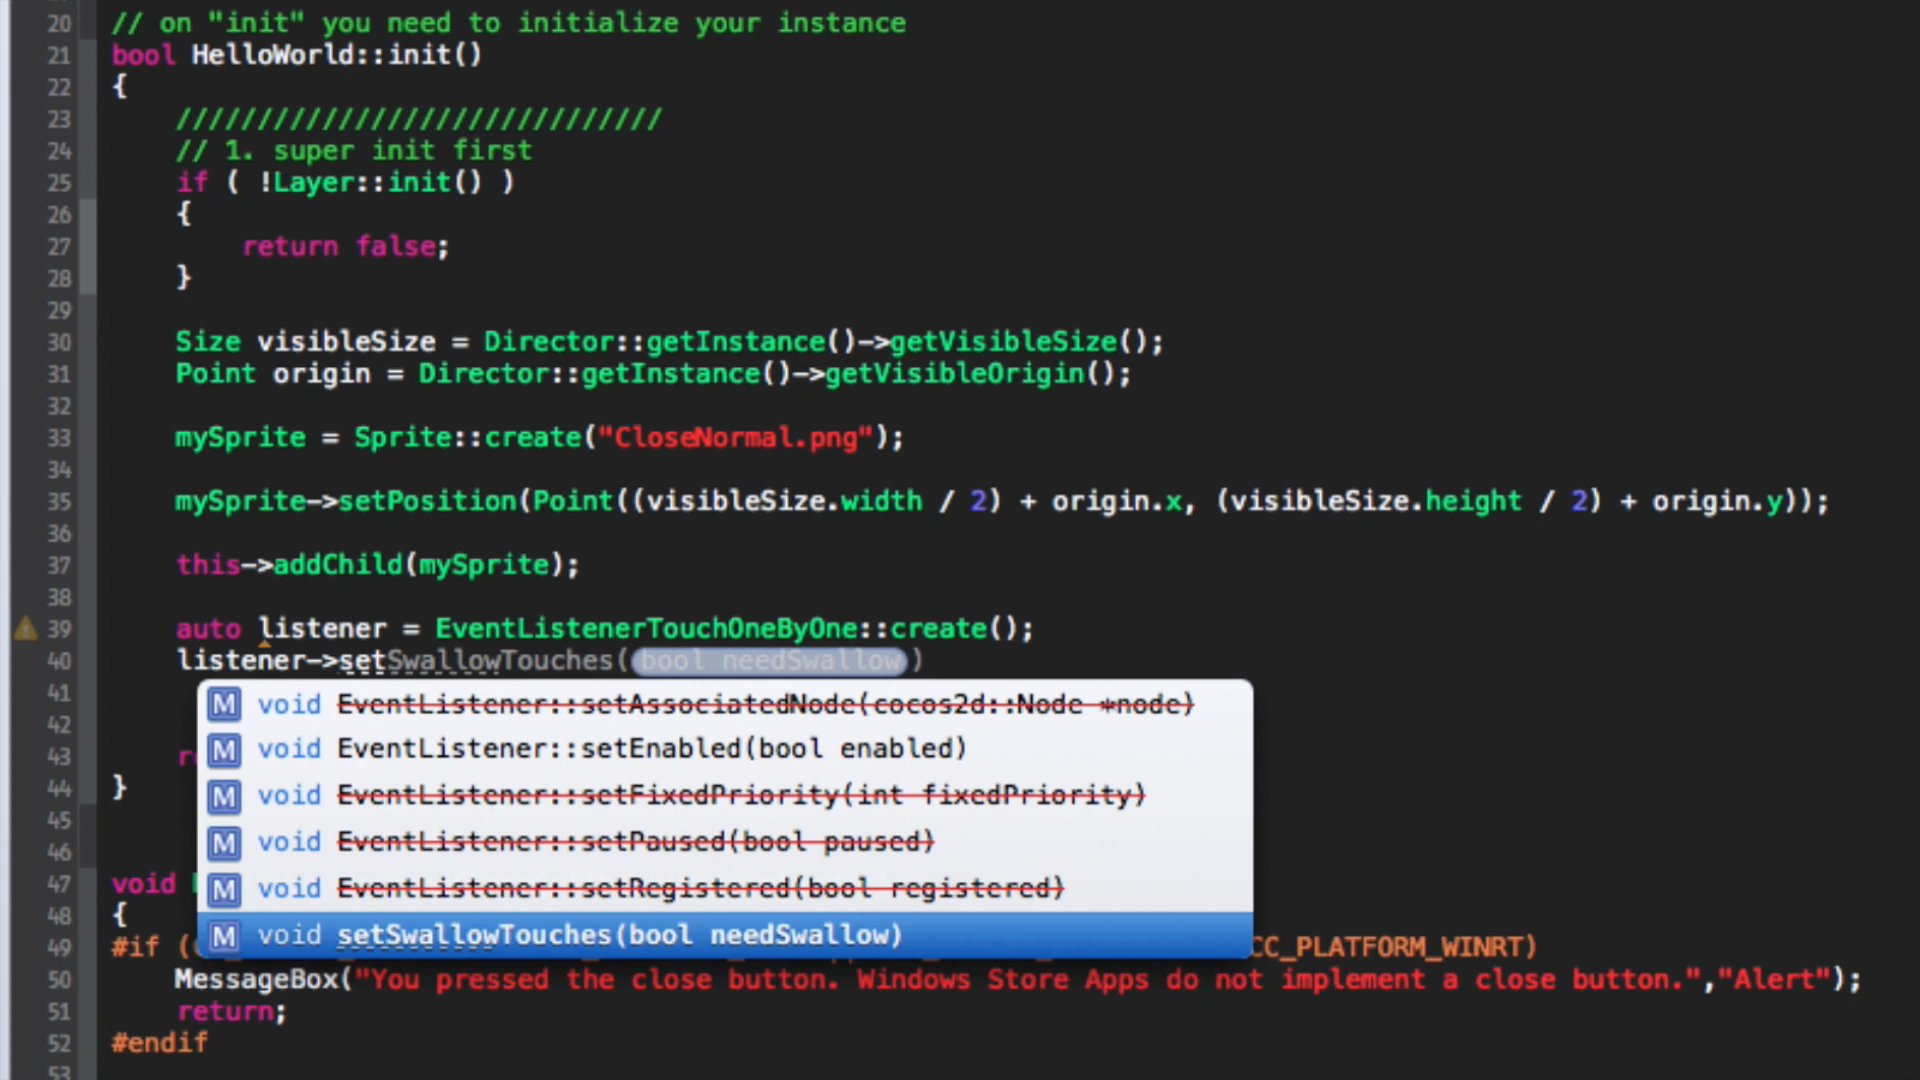 20 // on "init" you need to initialize your instance
21 bool HelloWorld::init()
22 {
23 //////////////////////////////
24 // 1. super init first
25 if ( !Layer::init() )
26 {
27 return false;
28 }
29
30 Size visibleSize = Director::getInstance()->getVisibleSize();
31 Point origin = Director::getInstance()->getVisibleOrigin();
32
33 mySprite = Sprite::create("CloseNormal.png");
34
35 mySprite->setPosition(Point((visibleSize.width / 2) + origin.x, (visibleSize.height / 2) + origin.y));
36
37 this->addChild(mySprite);
38
39 auto listener = EventListenerTouchOneByOne::create();
40 listener->setSwallowTouches(bool needSwallow)
41
M void EventListener::setAssociatedNode(cocos2d::Node *node)
42
M void EventListener::setEnabled(bool enabled)
43
M void EventListener::setFixedPriority(int fixedPriority)
44 }
45
M void EventListener::setPaused(bool paused)
46
M void EventListener::setRegistered(bool registered)
47 void
48 {
M void setSwallowTouches(bool needSwallow)
49 #if ( CC_PLATFORM_WINRT)
50 MessageBox("You pressed the close button. Windows Store Apps do not implement a close button.","Alert");
51 return;
52 #endif
53